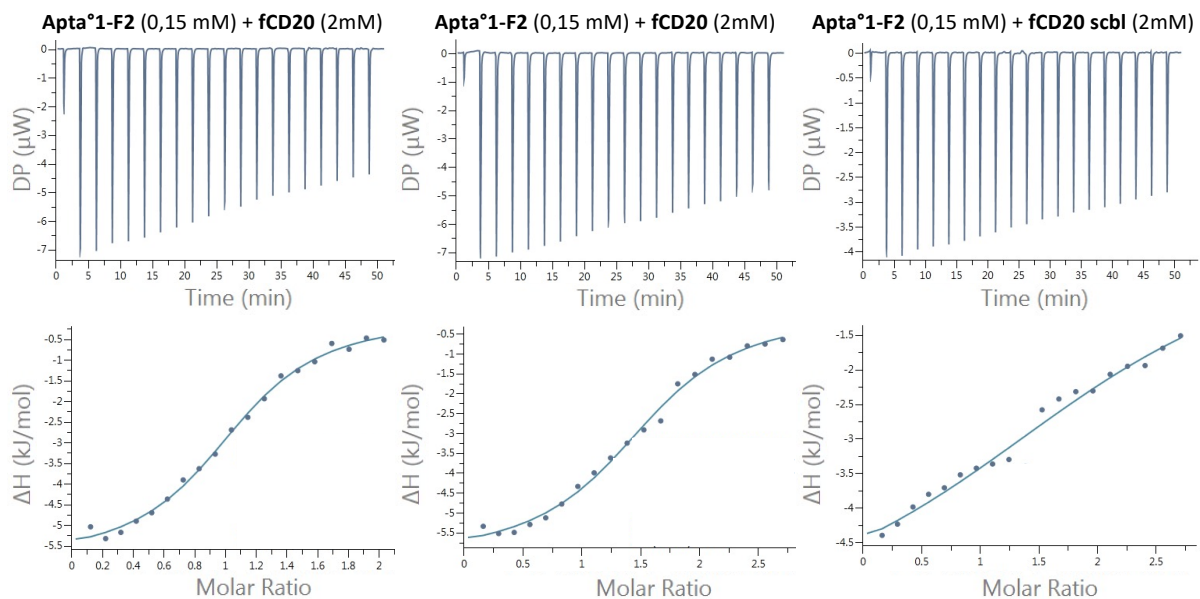 Apta°1-F2 (0,15 mM) + fCD20 (2mM)
0
-1
-2
-3
-4
-5
-6
-7
DP (µW)
0 5 10 15 20 25 30 35 40 45 50
Time (min)
Apta°1-F2 (0,15 mM) + fCD20 (2mM)
0
-1
-2
-3
-4
-5
-6
-7
DP (µW)
0 5 10 15 20 25 30 35 40 45 50
Time (min)
Apta°1-F2 (0,15 mM) + fCD20 scbl (2mM)
0
-0.5
-1
-1.5
-2
-2.5
-3
-3.5
-4
DP (µW)
0 5 10 15 20 25 30 35 40 45 50
Time (min)
-0.5
-1
-1.5
-2
-2.5
-3
-3.5
-4
-4.5
-5
-5.5
ΔH (kJ/mol)
0 0.2 0.4 0.6 0.8 1 1.2 1.4 1.6 1.8 2
Molar Ratio
-0.5
-1
-1.5
-2
-2.5
-3
-3.5
-4
-4.5
-5
-5.5
ΔH (kJ/mol)
0 0.5 1 1.5 2 2.5
Molar Ratio
-1.5
-2
-2.5
-3
-3.5
-4
-4.5
ΔH (kJ/mol)
0 0.5 1 1.5 2 2.5
Molar Ratio